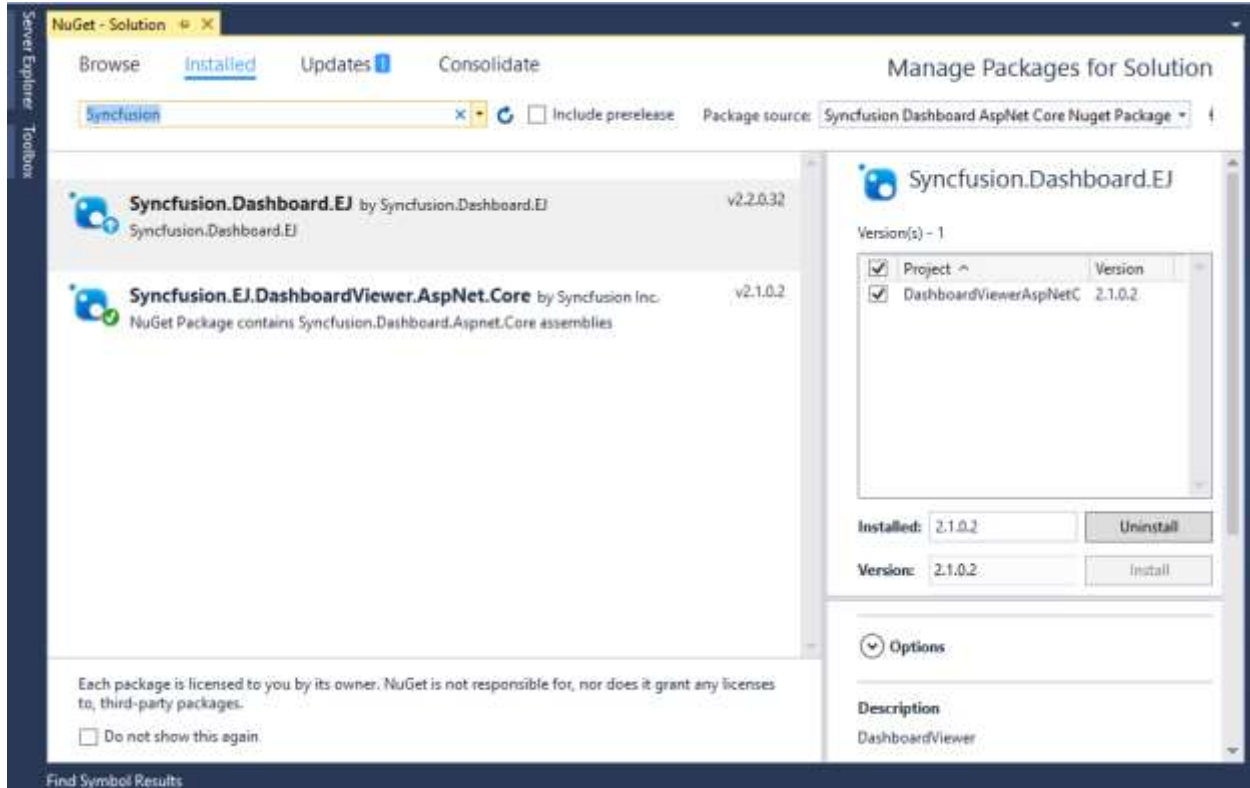 Server Explorer
Toolbox
NuGet - Solution
Browse Installed Updates 1 Consolidate
Manage Packages for Solution
Syncfusion
Include prerelease
Package source: Syncfusion Dashboard AspNet Core Nuget Package
Syncfusion.Dashboard.EJ by Syncfusion.Dashboard.EJ v2.2.0.32
Syncfusion.Dashboard.EJ
Syncfusion.EJ.DashboardViewer.AspNet.Core by Syncfusion Inc. v2.1.0.2
NuGet Package contains Syncfusion.Dashboard.Aspnet.Core assemblies
Each package is licensed to you by its owner. NuGet is not responsible for, nor does it grant any licenses
to, third-party packages.
Do not show this again
Syncfusion.Dashboard.EJ
Version(s) - 1
Project Version
DashboardViewerAspNetC 2.1.0.2
Installed: 2.1.0.2 Uninstall
Version: 2.1.0.2 Install
Options
Description
DashboardViewer
Find Symbol Results